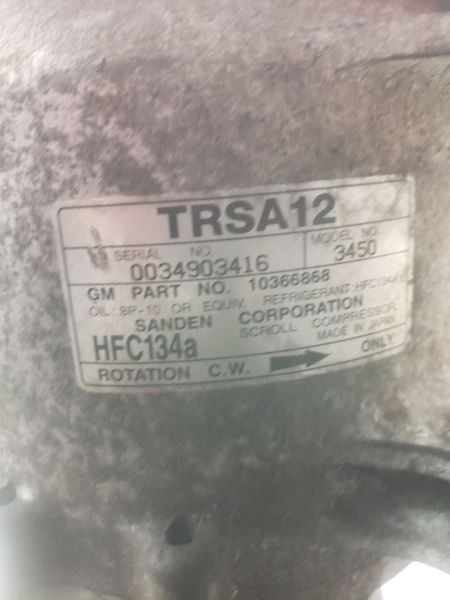 TRSA12
SERIAL NO.
0034903416
MODEL NO.
3450
GM PART NO. 10366868
OIL: SP-10 OR EQUIV. REFRIGERANT:HFC134a
SANDEN CORPORATION
HFC134a
SCROLL COMPRESSOR
MADE IN JAPAN
ROTATION C.W. ONLY